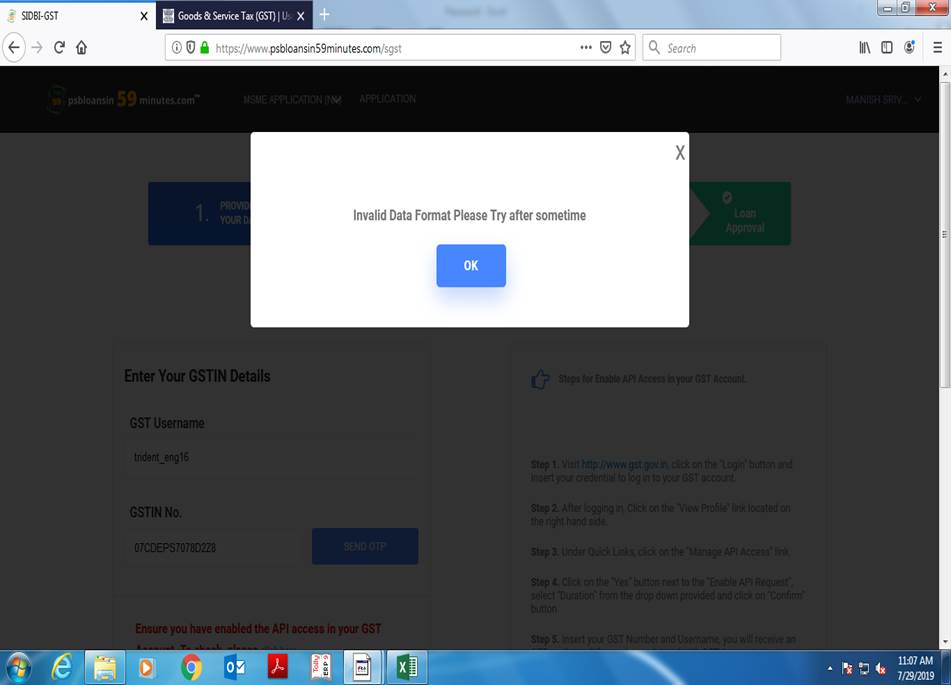 SIDBI-GST X Goods & Service Tax (GST) | Us X +
https://www.psbloansin59minutes.com/sgst
Search
psbloansin 59 minutes.com™
MSME APPLICATION
APPLICATION
MANISH SRIV...
X
Invalid Data Format Please Try after sometime
OK
1. PROVID
YOUR DA
Loan
Approval
Enter Your GSTIN Details
GST Username
trident_eng16
GSTIN No.
07CDEPS7078D2Z8
SEND OTP
Ensure you have enabled the API access in your GST
Account. To check, please
Steps for Enable API Access in your GST Account.
Step 1. Visit http://www.gst.gov.in, click on the "Login" button and
Insert your credential to log in to your GST account.
Step 2. After logging in, Click on the "View Profile" link located on
the right hand side.
Step 3. Under Quick Links, click on the "Manage API Access" link.
Step 4. Click on the "Yes" button next to the "Enable API Request",
select "Duration" from the drop down provided and click on "Confirm"
button
Step 5. Insert your GST Number and Username, you will receive an
11:07 AM
7/29/2019